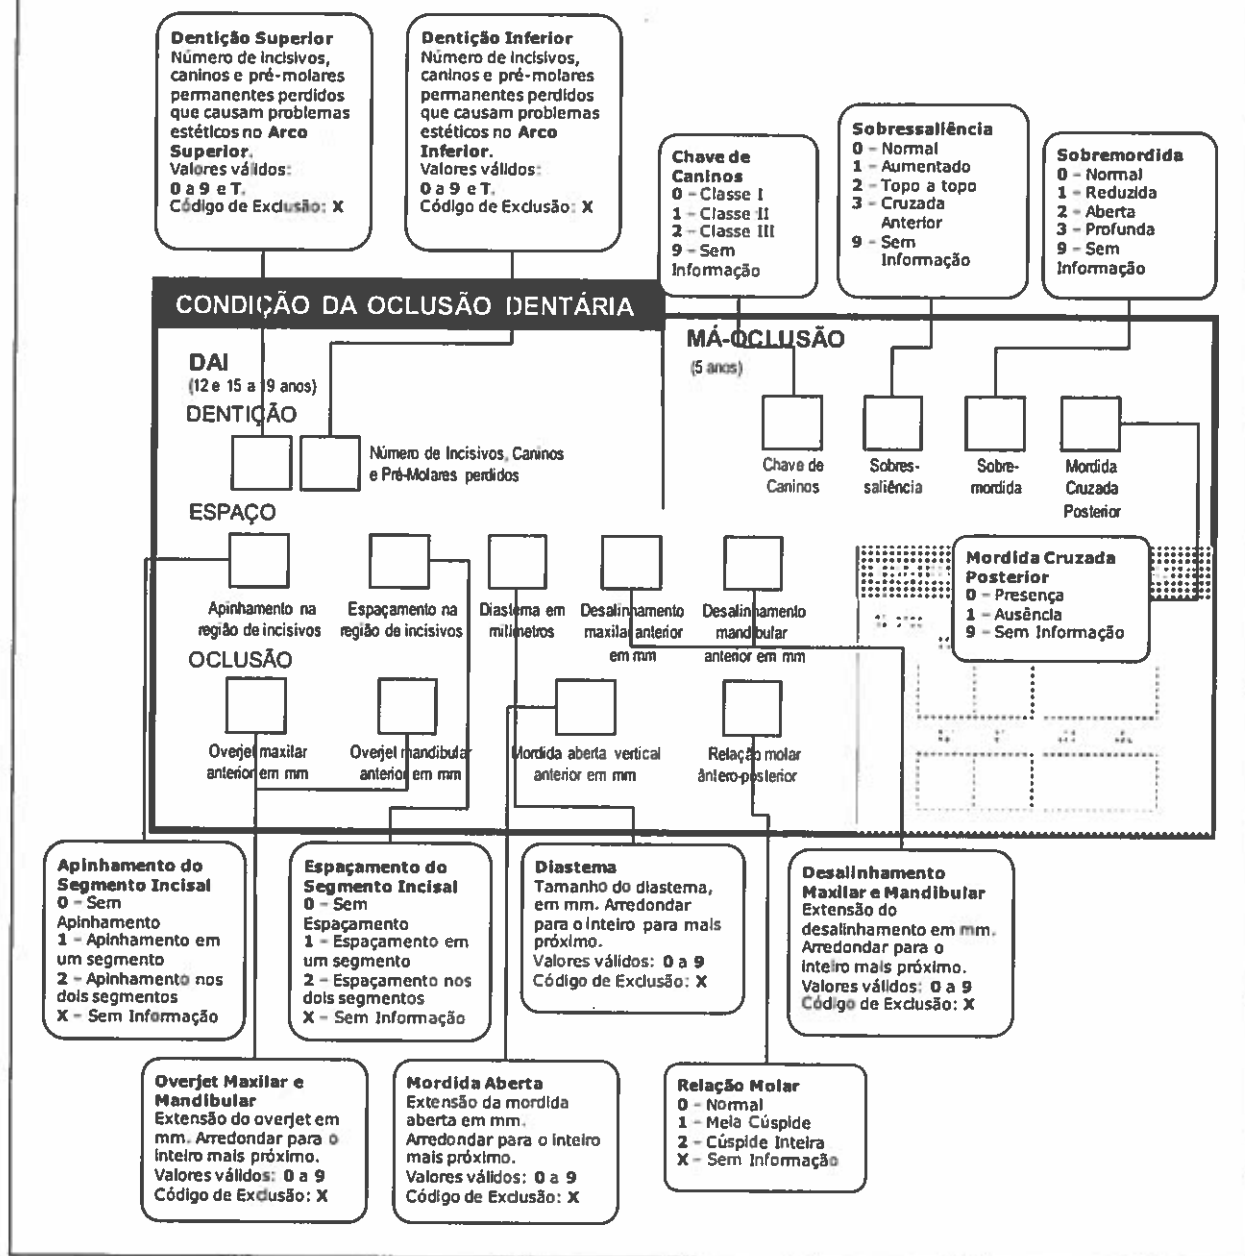 Dentição Superior
Número de incisivos,
caninos e pré-molares
permanentes perdidos
que causam problemas
estéticos no Arco
Superior.
Valores válidos:
0 a 9 e T.
Código de Exclusão: X
Dentição Inferior
Número de incisivos,
caninos e pré-molares
permanentes perdidos
que causam problemas
estéticos no Arco
Inferior.
Valores válidos:
0 a 9 e T.
Código de Exclusão: X
Chave de
Caninos
0 - Classe I
1 - Classe II
2 - Classe III
9 - Sem
Informação
Sobressaliência
0 - Normal
1 - Aumentado
2 - Topo a topo
3 - Cruzada
Anterior
9 - Sem
Informação
Sobremordida
0 - Normal
1 - Reduzida
2 - Aberta
3 - Profunda
9 - Sem
Informação
CONDIÇÃO DA OCLUSÃO DENTÁRIA
DAI
(12 e 15 a 19 anos)
DENTIÇÃO
Número de Incisivos, Caninos
e Pré-Molares perdidos
MÁ-OCLUSÃO
(5 anos)
Chave de
Caninos
Sobres-
saliência
Sobre-
mordida
Mordida
Cruzada
Posterior
ESPAÇO
Apinhamento na
região de incisivos
Espaçamento na
região de incisivos
Diastema em
milímetros
Desalinhamento
maxilar anterior
em mm
Desalinhamento
mandibular
anterior em mm
Mordida Cruzada
Posterior
0 - Presença
1 - Ausência
9 - Sem Informação
OCLUSÃO
Overjet maxilar
anterior em mm
Overjet mandibular
anterior em mm
Mordida aberta vertical
anterior em mm
Relação molar
ântero-posterior
Apinhamento do
Segmento Incisal
0 - Sem
Apinhamento
1 - Apinhamento em
um segmento
2 - Apinhamento nos
dois segmentos
X - Sem Informação
Espaçamento do
Segmento Incisal
0 - Sem
Espaçamento
1 - Espaçamento em
um segmento
2 - Espaçamento nos
dois segmentos
X - Sem Informação
Diastema
Tamanho do diastema,
em mm. Arredondar
para o inteiro para mais
próximo.
Valores válidos: 0 a 9
Código de Exclusão: X
Desalinhamento
Maxilar e Mandibular
Extensão do
desalinhamento em mm.
Arredondar para o
inteiro mais próximo.
Valores válidos: 0 a 9
Código de Exclusão: X
Overjet Maxilar e
Mandibular
Extensão do overjet em
mm. Arredondar para o
inteiro mais próximo.
Valores válidos: 0 a 9
Código de Exclusão: X
Mordida Aberta
Extensão da mordida
aberta em mm.
Arredondar para o inteiro
mais próximo.
Valores válidos: 0 a 9
Código de Exclusão: X
Relação Molar
0 - Normal
1 - Meia Cúspide
2 - Cúspide Inteira
X - Sem Informação